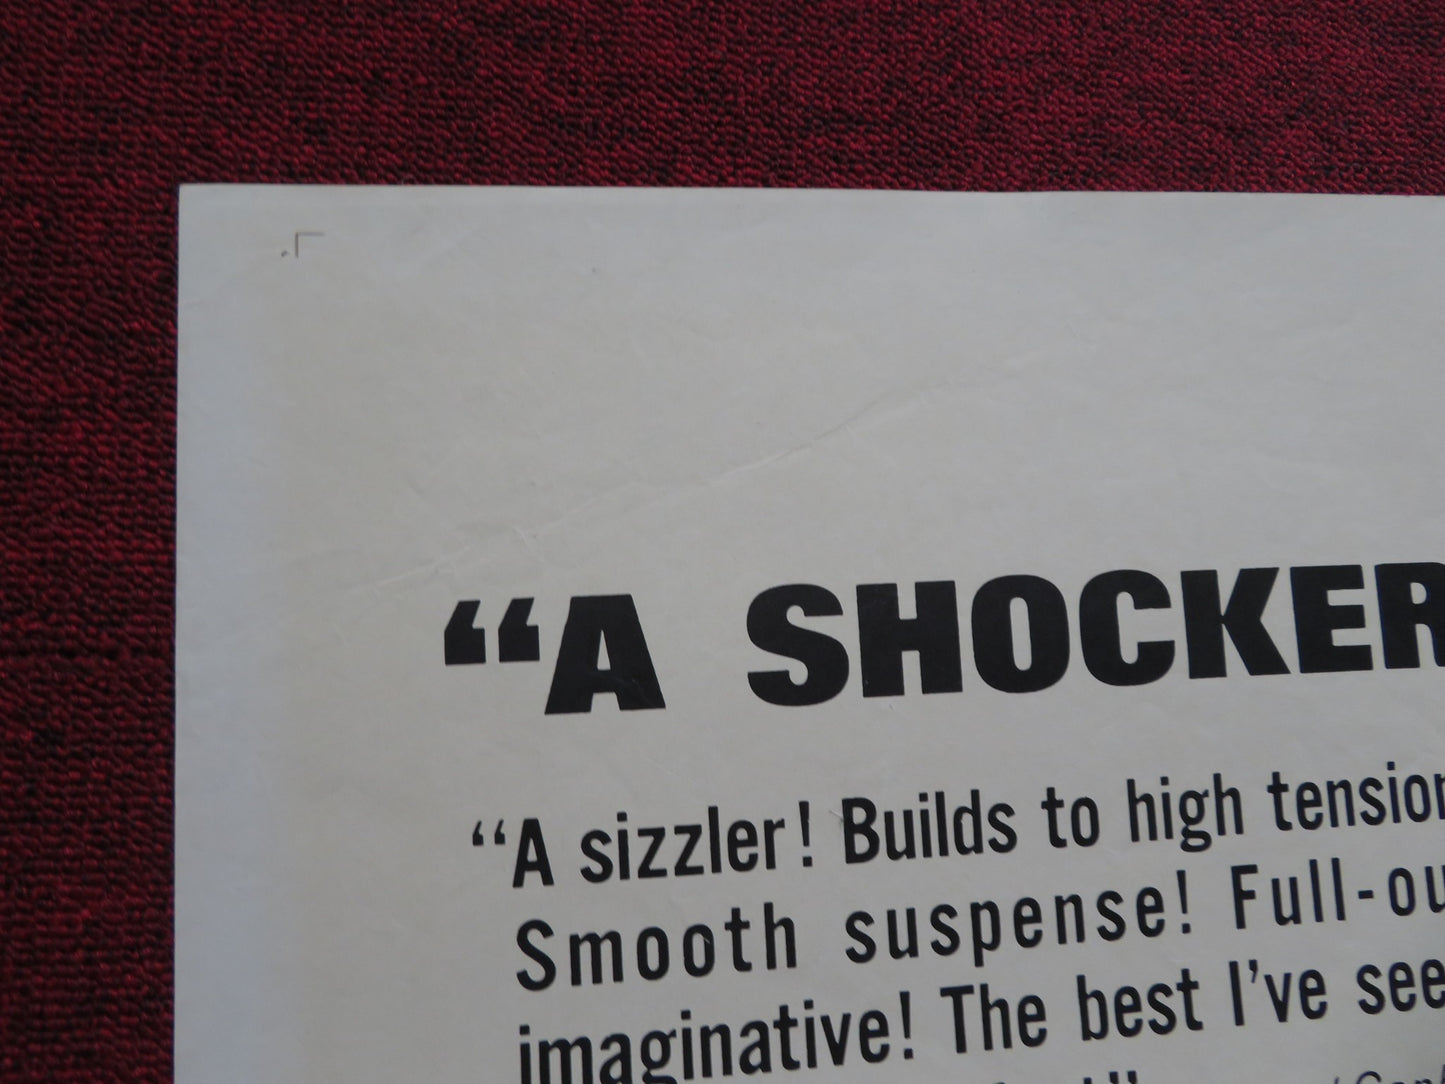 “A SHOCKER
“A sizzler! Builds to high tension
Smooth suspense! Full-ou
imaginative! The best I’ve see